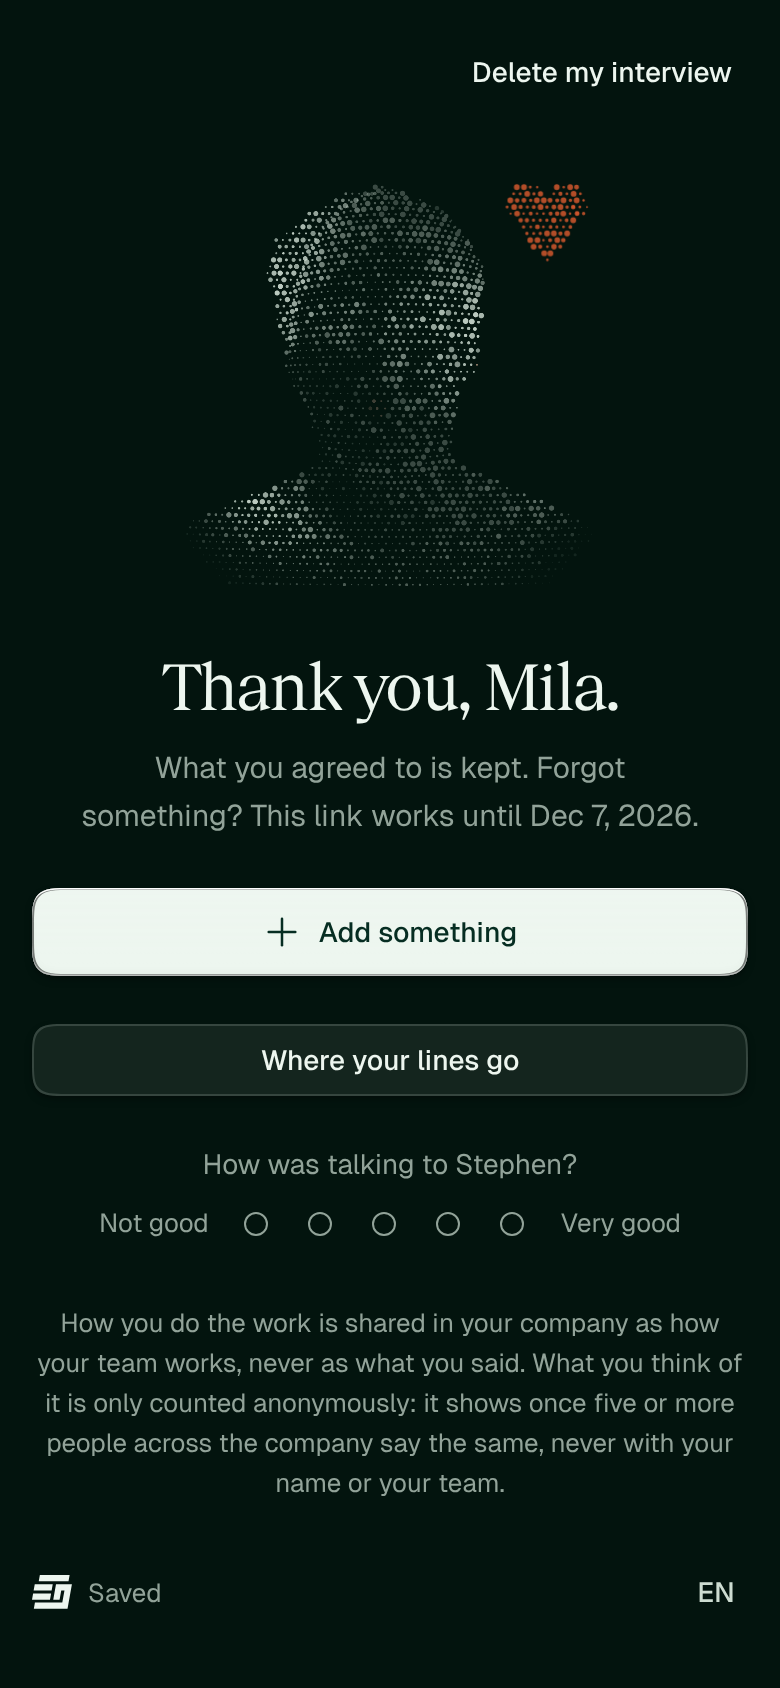 Delete my interview
Thank you, Mila.
What you agreed to is kept. Forgot
something? This link works until Dec 7, 2026.
Add something
Where your lines go
How was talking to Stephen?
Not good Very good
How you do the work is shared in your company as how
your team works, never as what you said. What you think of
it is only counted anonymously: it shows once five or more
people across the company say the same, never with your
name or your team.
Saved EN